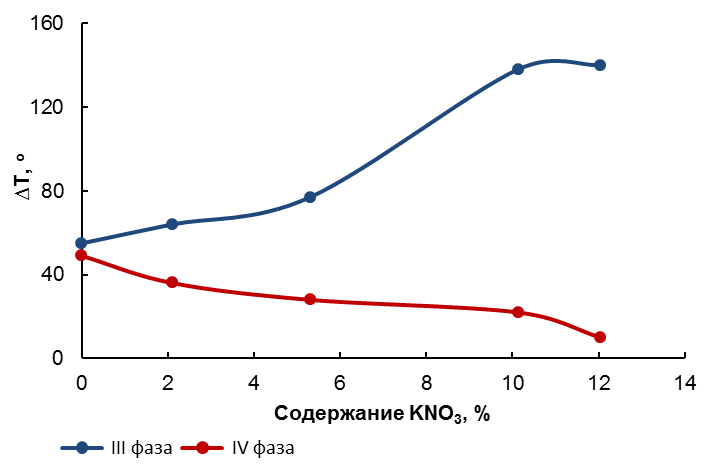 160
120
80
40
0
ΔT, °
0 2 4 6 8 10 12 14
Содержание KNO₃, %
III фаза IV фаза